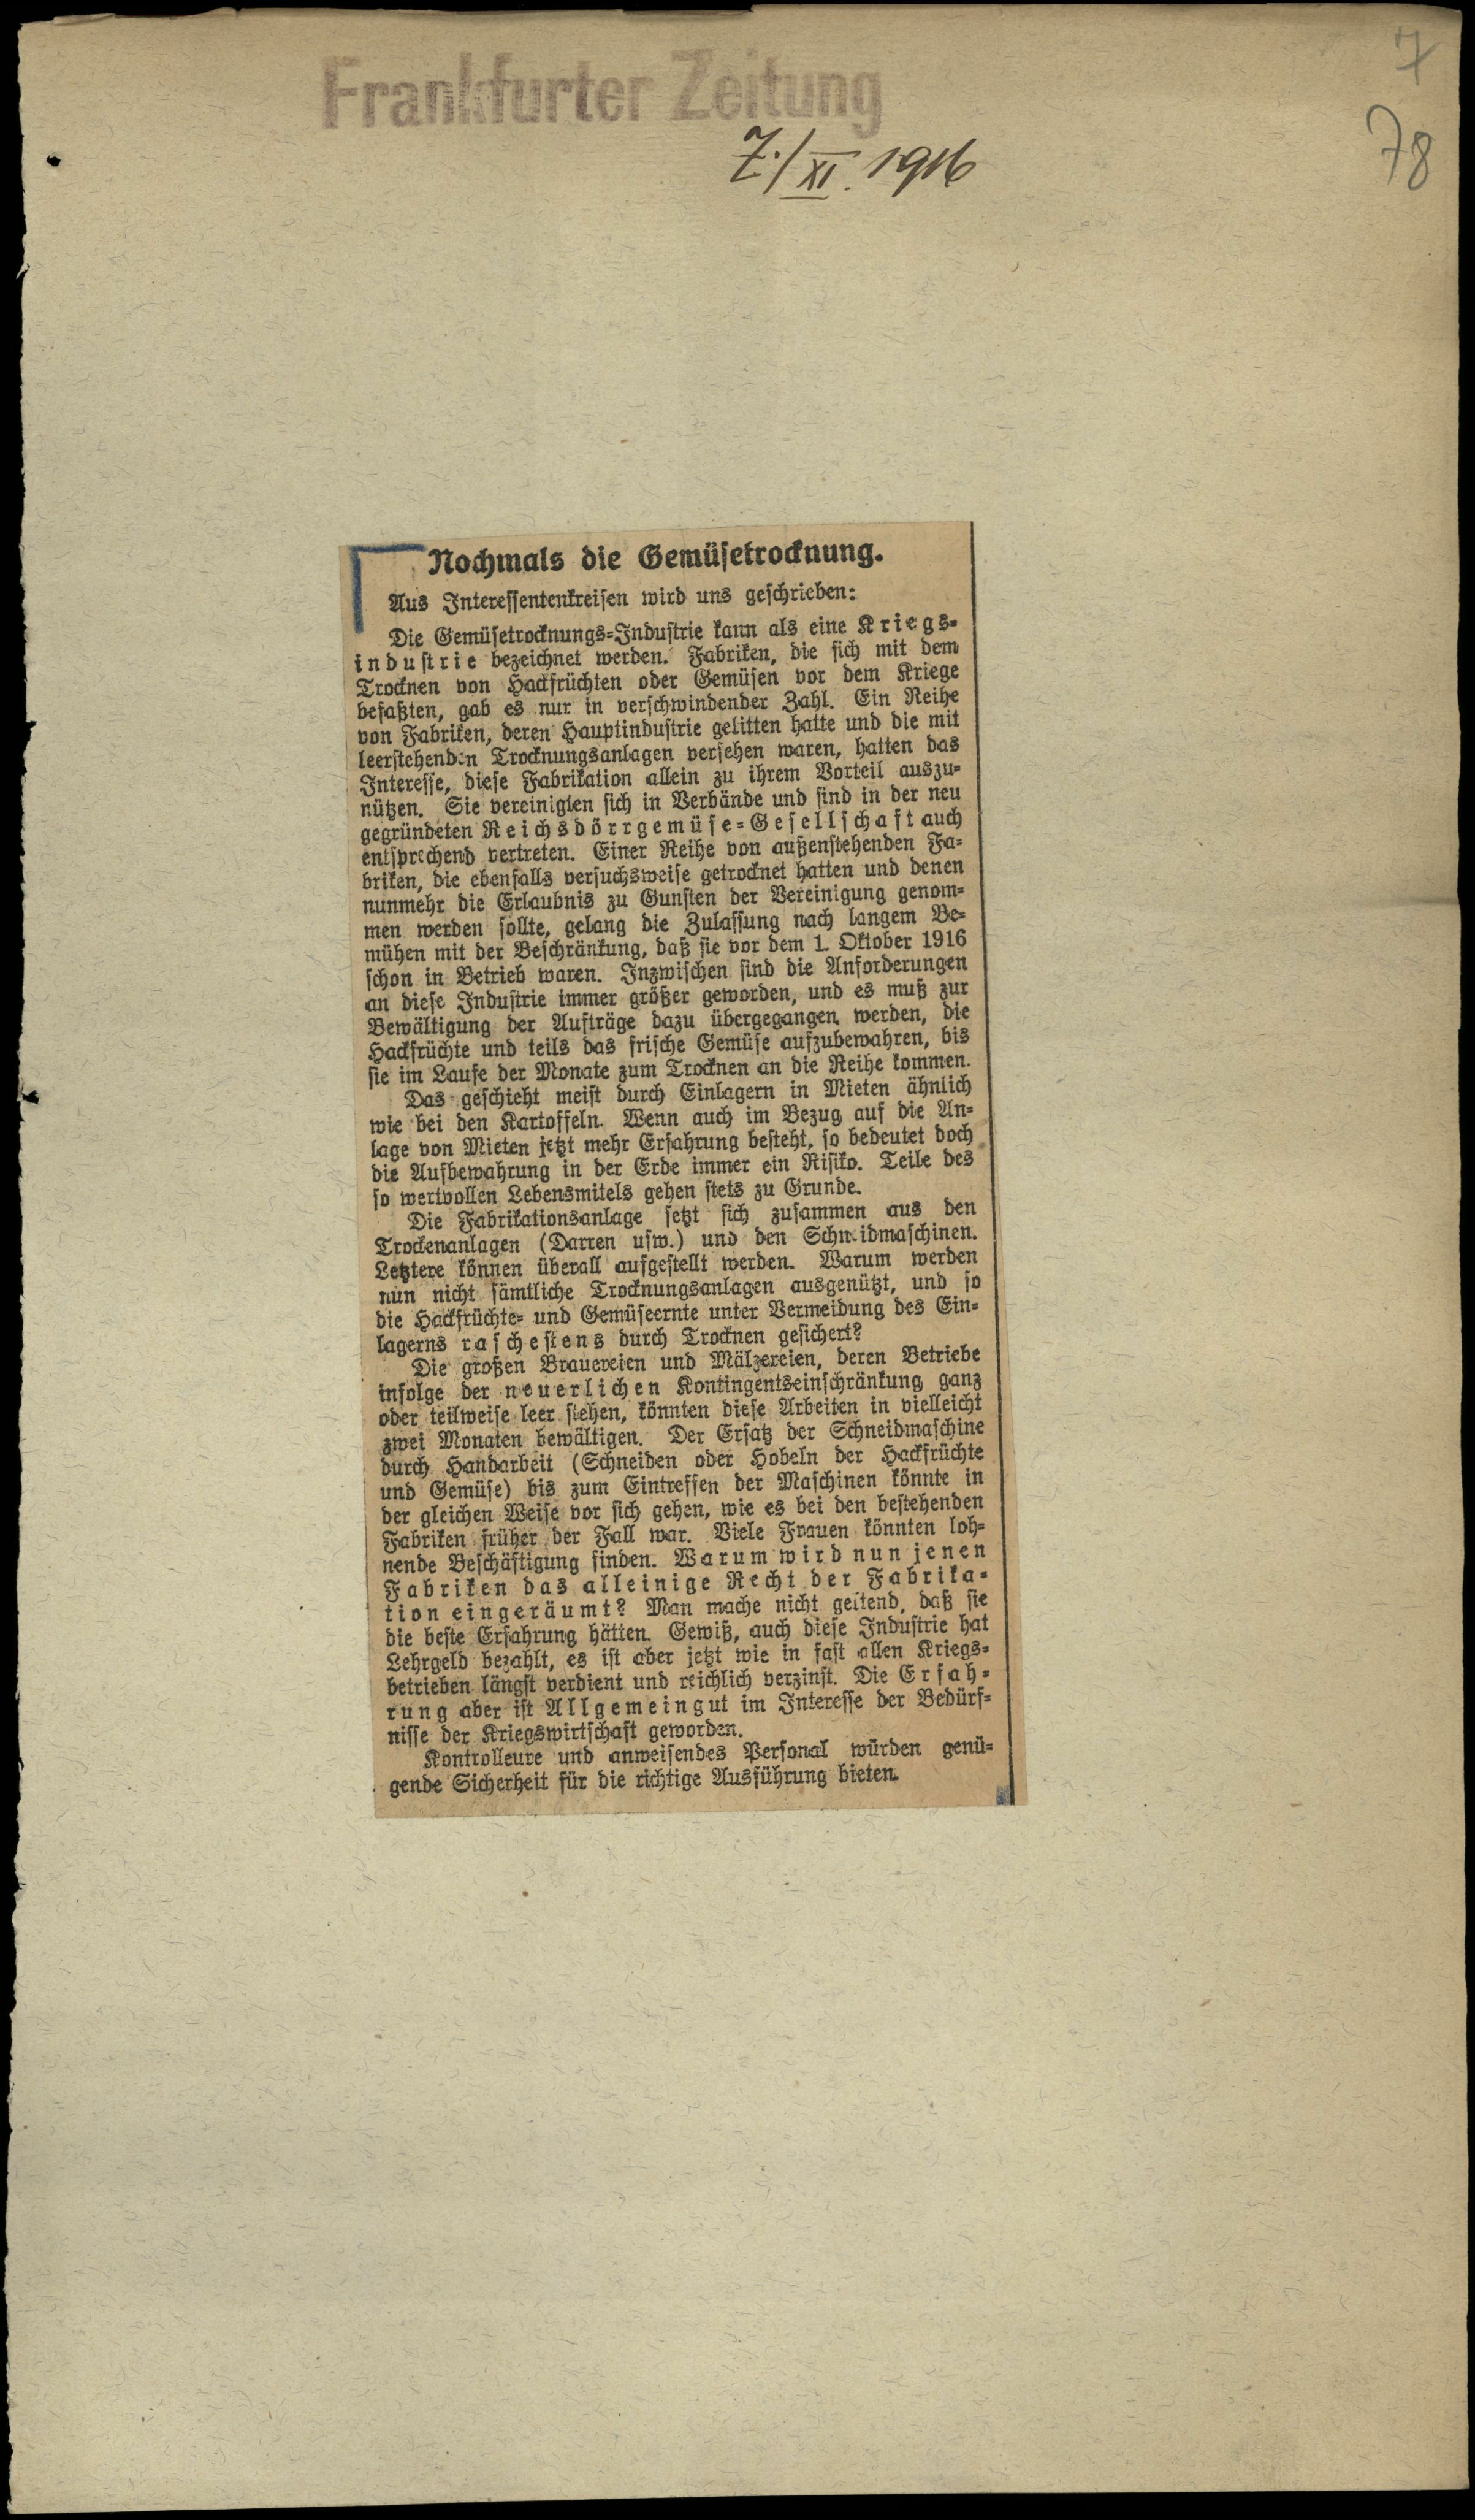 Frankfurter Zeitung
7./XI. 1916
7
78
Nochmals die Gemüsetrocknung.
Aus Interessentenkreisen wird uns geschrieben:
Die Gemüsetrocknungs-Industrie kann als eine Kriegs-
industrie bezeichnet werden. Fabriken, die sich mit dem
Trocknen von Hackfrüchten oder Gemüsen vor dem Kriege
befaßten, gab es nur in verschwindender Zahl. Ein Reihe
von Fabriken, deren Hauptindustrie gelitten hatte und die mit
leerstehenden Trocknungsanlagen versehen waren, hatten das
Interesse, diese Fabrikation allein zu ihrem Vorteil auszu-
nützen. Sie vereinigten sich in Verbände und sind in der neu
gegründeten Reichsdörrgemüse-Gesellschaft auch
entsprechend vertreten. Einer Reihe von außenstehenden Fa-
briken, die ebenfalls versuchsweise getrocknet hatten und denen
nunmehr die Erlaubnis zu Gunsten der Vereinigung genom-
men werden sollte, gelang die Zulassung nach langem Be-
mühen mit der Beschränkung, daß sie vor dem 1. Oktober 1916
schon in Betrieb waren. Inzwischen sind die Anforderungen
an diese Industrie immer größer geworden, und es muß zur
Bewältigung der Aufträge dazu übergegangen werden, die
Hackfrüchte und teils das frische Gemüse aufzubewahren, bis
sie im Laufe der Monate zum Trocknen an die Reihe kommen.
Das geschieht meist durch Einlagern in Mieten ähnlich
wie bei den Kartoffeln. Wenn auch im Bezug auf die An-
lage von Mieten jetzt mehr Erfahrung besteht, so bedeutet doch
die Aufbewahrung in der Erde immer ein Risiko. Teile des
so wertvollen Lebensmitels gehen stets zu Grunde.
Die Fabrikationsanlage setzt sich zusammen aus den
Trockenanlagen (Darren usw.) und den Schneidmaschinen.
Letztere können überall aufgestellt werden. Warum werden
nun nicht sämtliche Trocknungsanlagen ausgenützt, und so
die Hackfrüchte- und Gemüseernte unter Vermeidung des Ein-
lagerns raschestens durch Trocknen gesichert?
Die großen Brauereien und Mälzereien, deren Betriebe
infolge der neuerlichen Kontingentseinschränkung ganz
oder teilweise leer stehen, könnten diese Arbeiten in vielleicht
zwei Monaten bewältigen. Der Ersatz der Schneidmaschine
durch Handarbeit (Schneiden oder Hobeln der Hackfrüchte
und Gemüse) bis zum Eintreffen der Maschinen könnte in
der gleichen Weise vor sich gehen, wie es bei den bestehenden
Fabriken früher der Fall war. Viele Frauen könnten loh-
nende Beschäftigung finden. Warum wird nun jenen
Fabriken das alleinige Recht der Fabrika-
tion eingeräumt? Man mache nicht geltend, daß sie
die beste Erfahrung hätten. Gewiß, auch diese Industrie hat
Lehrgeld bezahlt, es ist aber jetzt wie in fast allen Kriegs-
betrieben längst verdient und reichlich verzinst. Die Erfah-
rung aber ist Allgemeingut im Interesse der Bedürf-
nisse der Kriegswirtschaft geworden.
Kontrolleure und anweisendes Personal würden genü-
gende Sicherheit für die richtige Ausführung bieten.